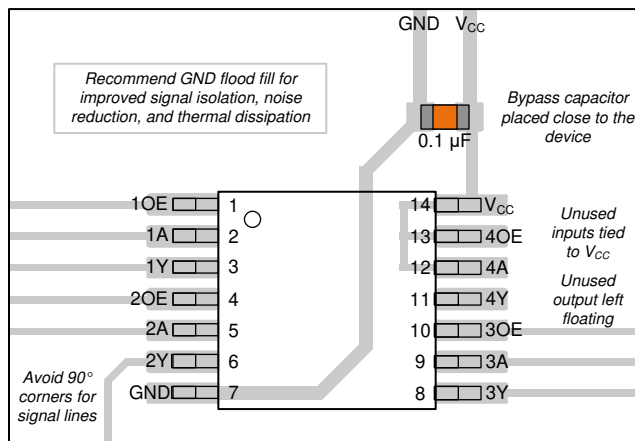 GND VCC
Recommend GND flood fill for
improved signal isolation, noise
reduction, and thermal dissipation
Bypass capacitor
placed close to the
device
0.1 µF
1OE 1 14 VCC
1A 2 13 4OE
1Y 3 12 4A
2OE 4 11 4Y
2A 5 10 3OE
2Y 6 9 3A
GND 7 8 3Y
Unused
inputs tied
to VCC
Unused
output left
floating
Avoid 90°
corners for
signal lines